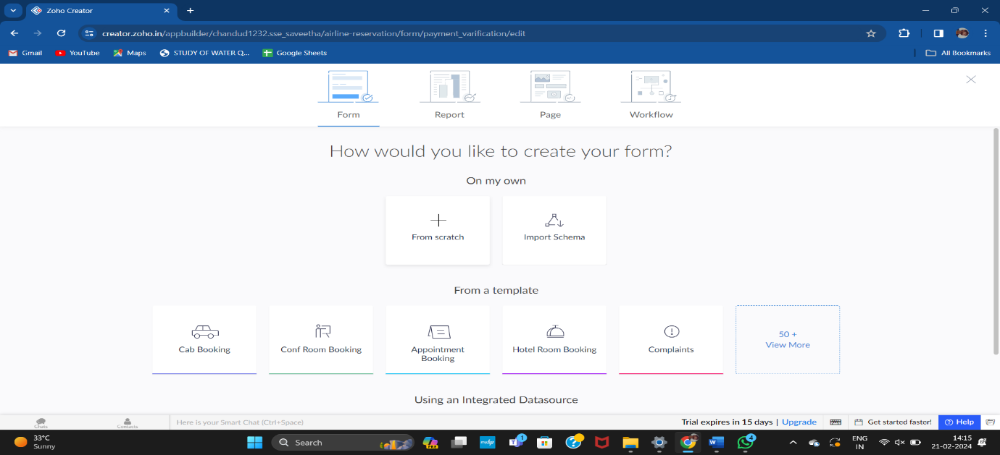 Zoho Creator
creator.zoho.in/appbuilder/chandud1232.sse_saveetha/airline-reservation/form/payment_varification/edit
Gmail YouTube Maps STUDY OF WATER Q... Google Sheets All Bookmarks
Form Report Page Workflow
How would you like to create your form?
On my own
From scratch Import Schema
From a template
Cab Booking Conf Room Booking Appointment Booking Hotel Room Booking Complaints 50 + View More
Using an Integrated Datasource
Chats Contacts Here is your Smart Chat (Ctrl+Space) Trial expires in 15 days | Upgrade Get started faster! Help
33°C
Sunny
Search
PRE
myhp
1
4
ENG
IN
14:15
21-02-2024